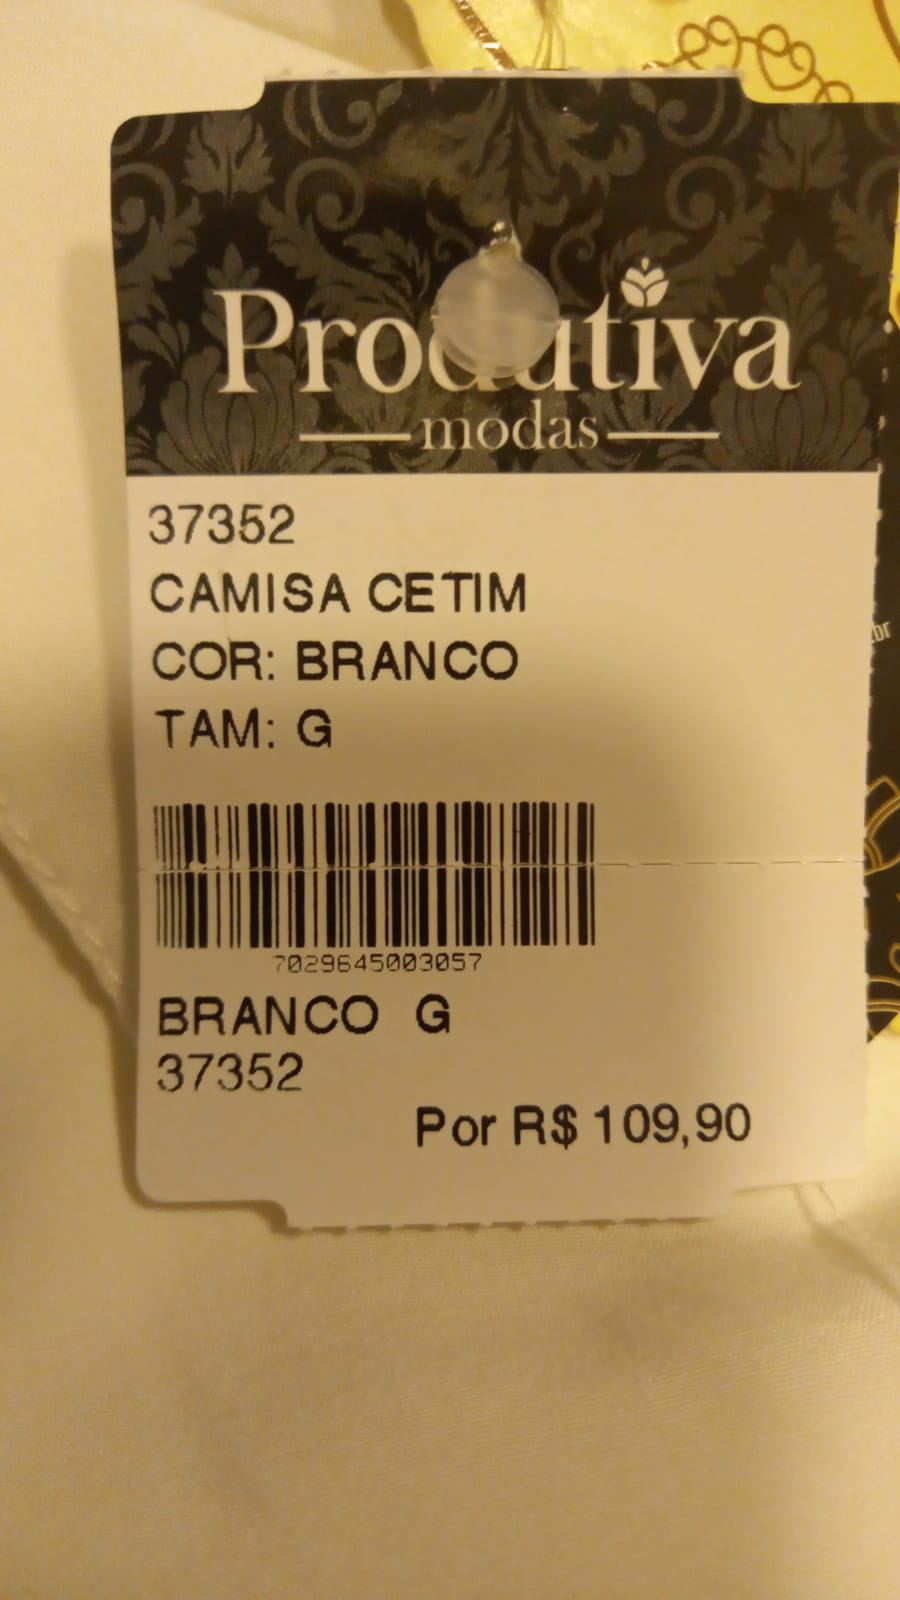 Produtiva
modas
37352
CAMISA CETIM
COR: BRANCO
TAM: G
7029645003057
BRANCO G
37352
Por R$ 109,90